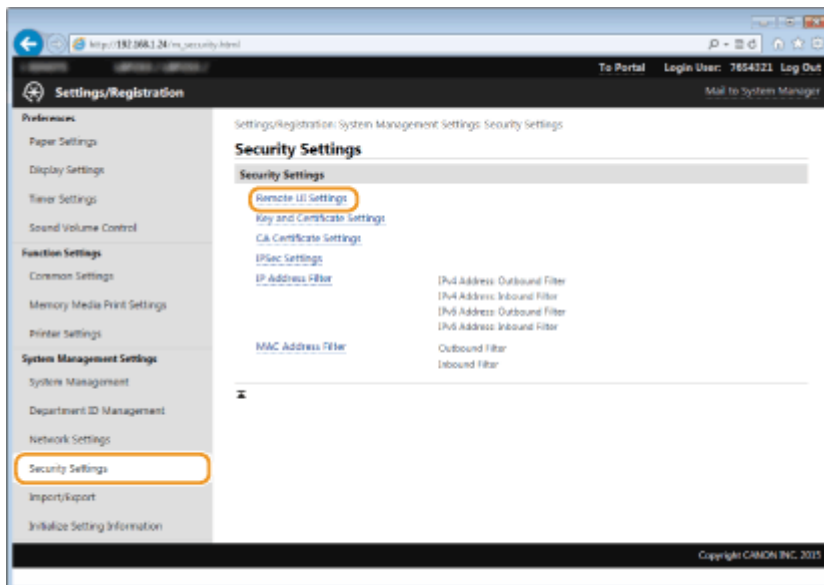 http://192.168.1.24/m_security.html
To Portal Login User: 7654321 Log Out
Settings/Registration
Mail to System Manager
Preferences
Paper Settings
Display Settings
Timer Settings
Sound Volume Control
Function Settings
Common Settings
Memory Media Print Settings
Printer Settings
System Management Settings
System Management
Department ID Management
Network Settings
Security Settings
Import/Export
Initialize Setting Information
Settings/Registration: System Management Settings: Security Settings
Security Settings
Security Settings
Remote UI Settings
Key and Certificate Settings
CA Certificate Settings
IPSec Settings
IP Address Filter
IPv4 Address: Outbound Filter
IPv4 Address: Inbound Filter
IPv6 Address: Outbound Filter
IPv6 Address: Inbound Filter
MAC Address Filter
Outbound Filter
Inbound Filter
Copyright CANON INC. 2015